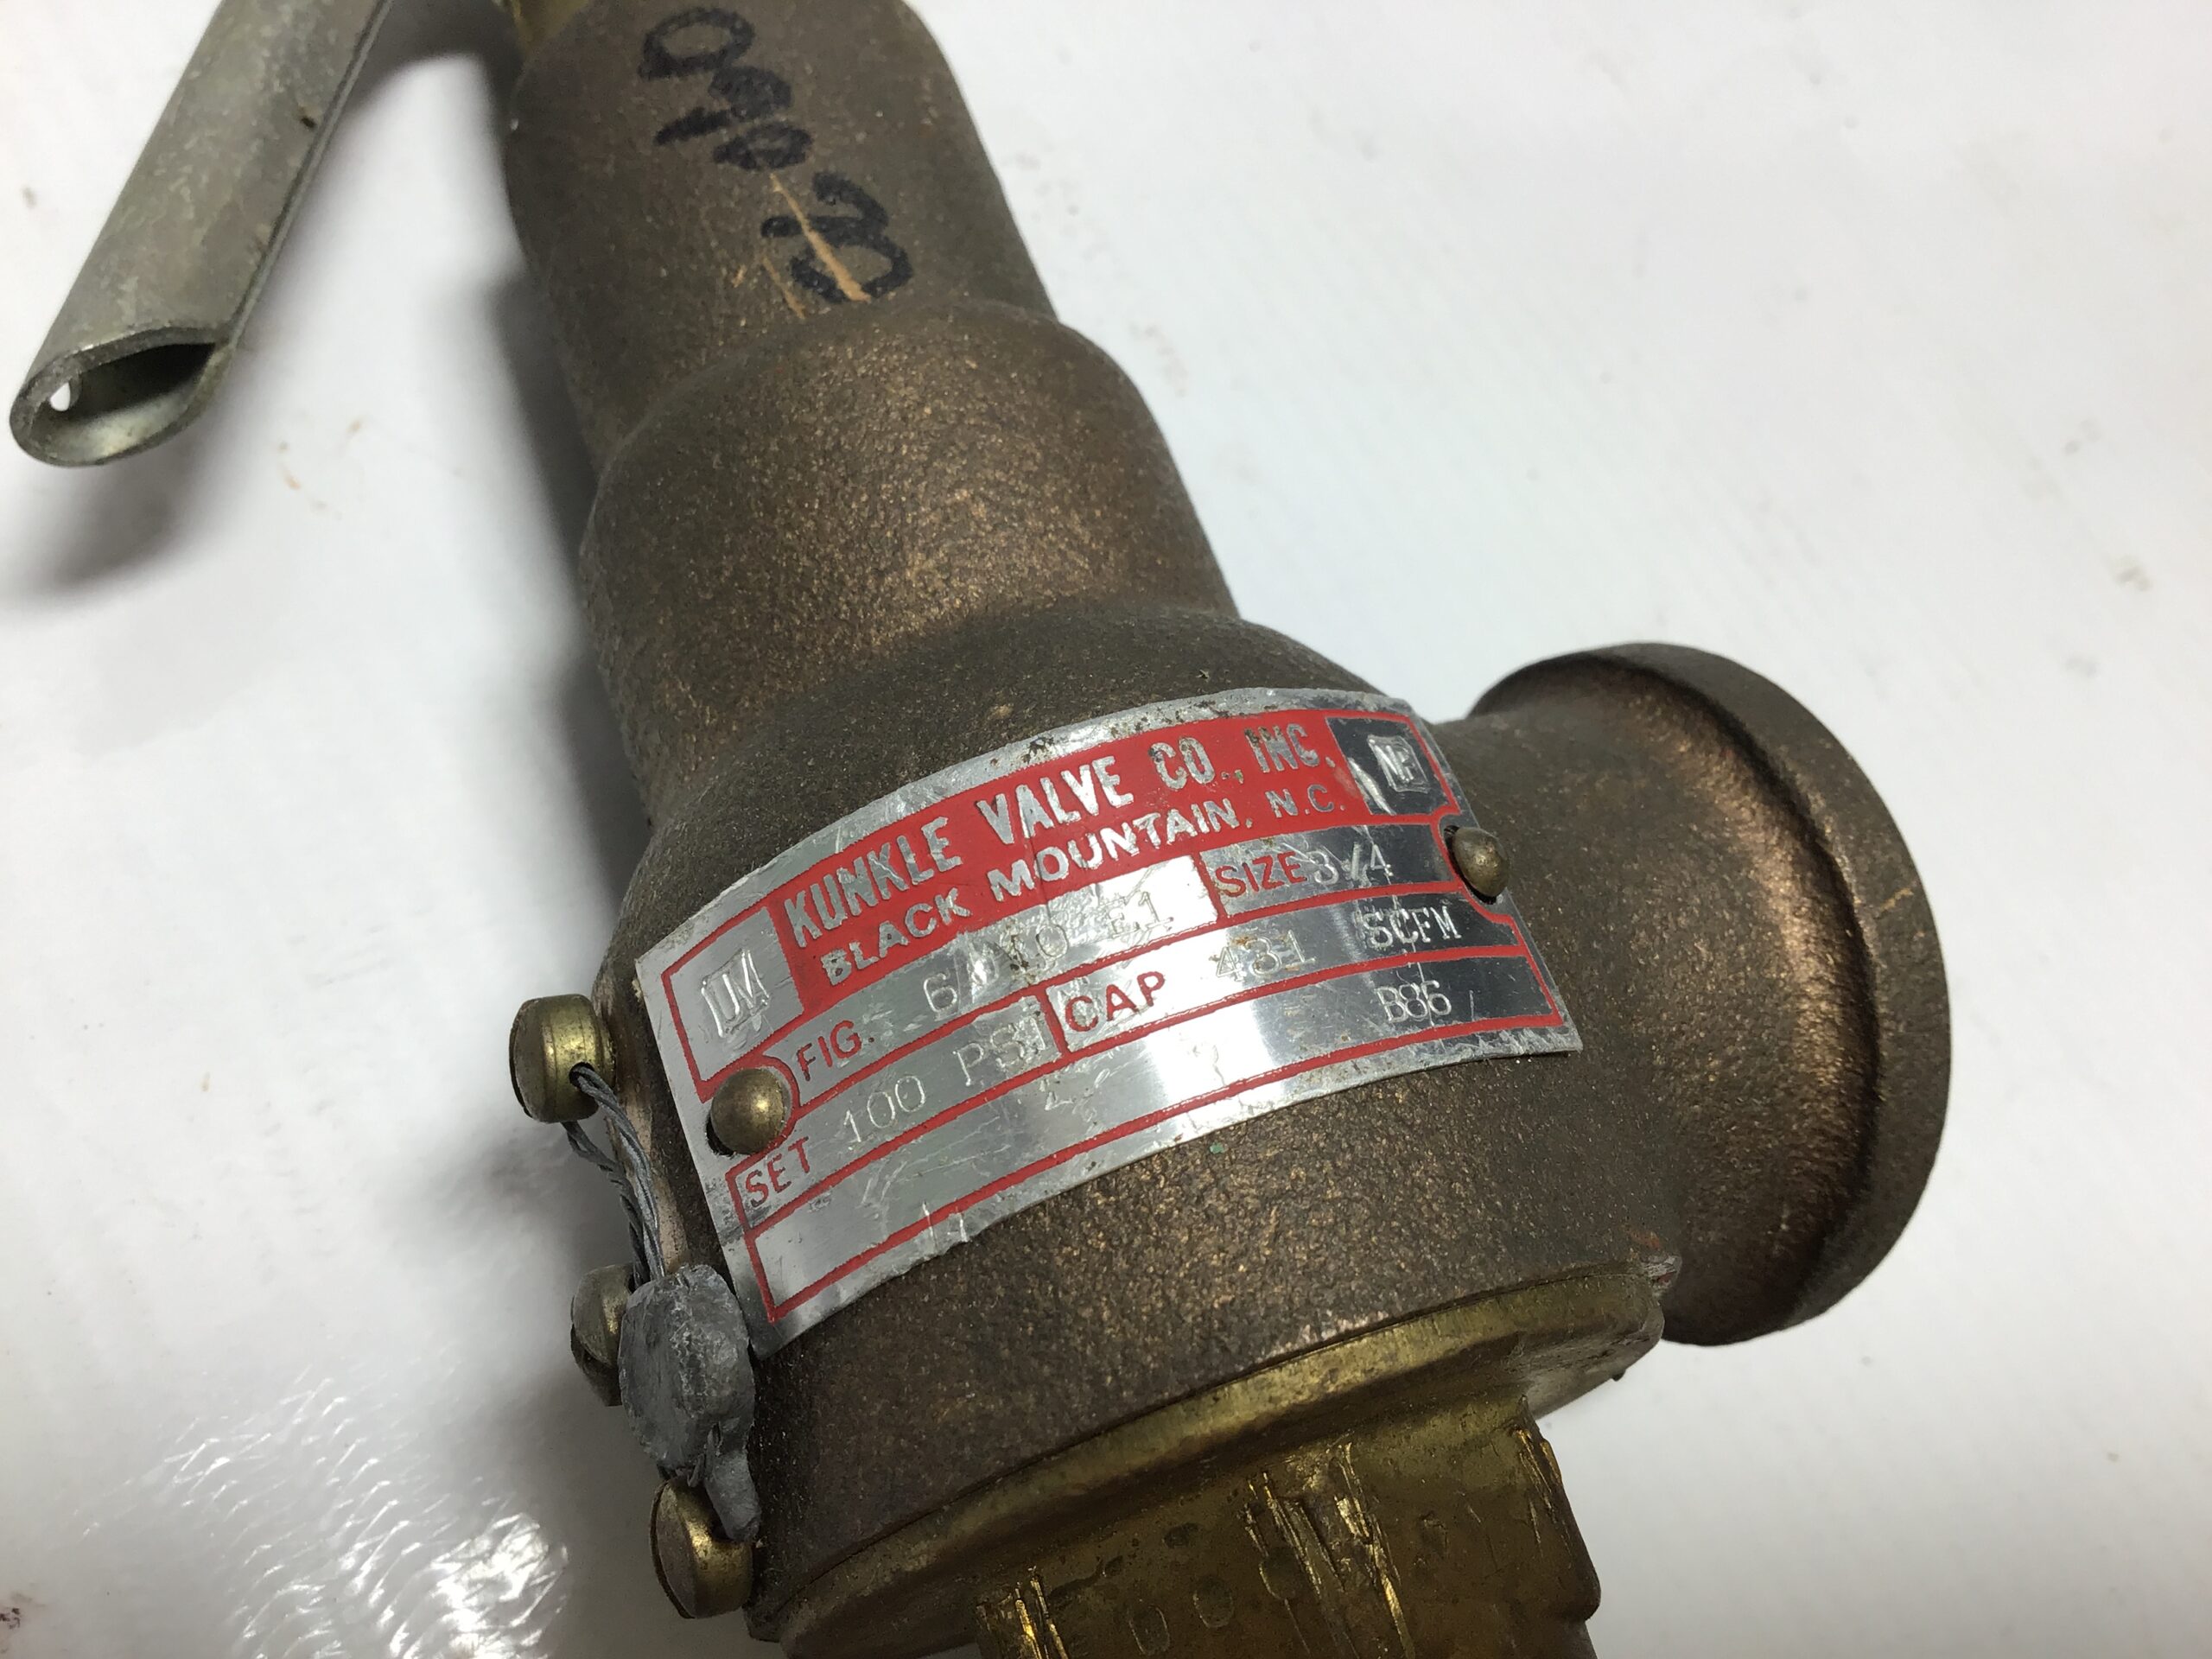 KUNKLE VALVE CO., INC.
BLACK MOUNTAIN, N.C.
NB
UV
FIG. E1 SIZE 3/4
SET 100 PSI CAP 431 SCFM
B86